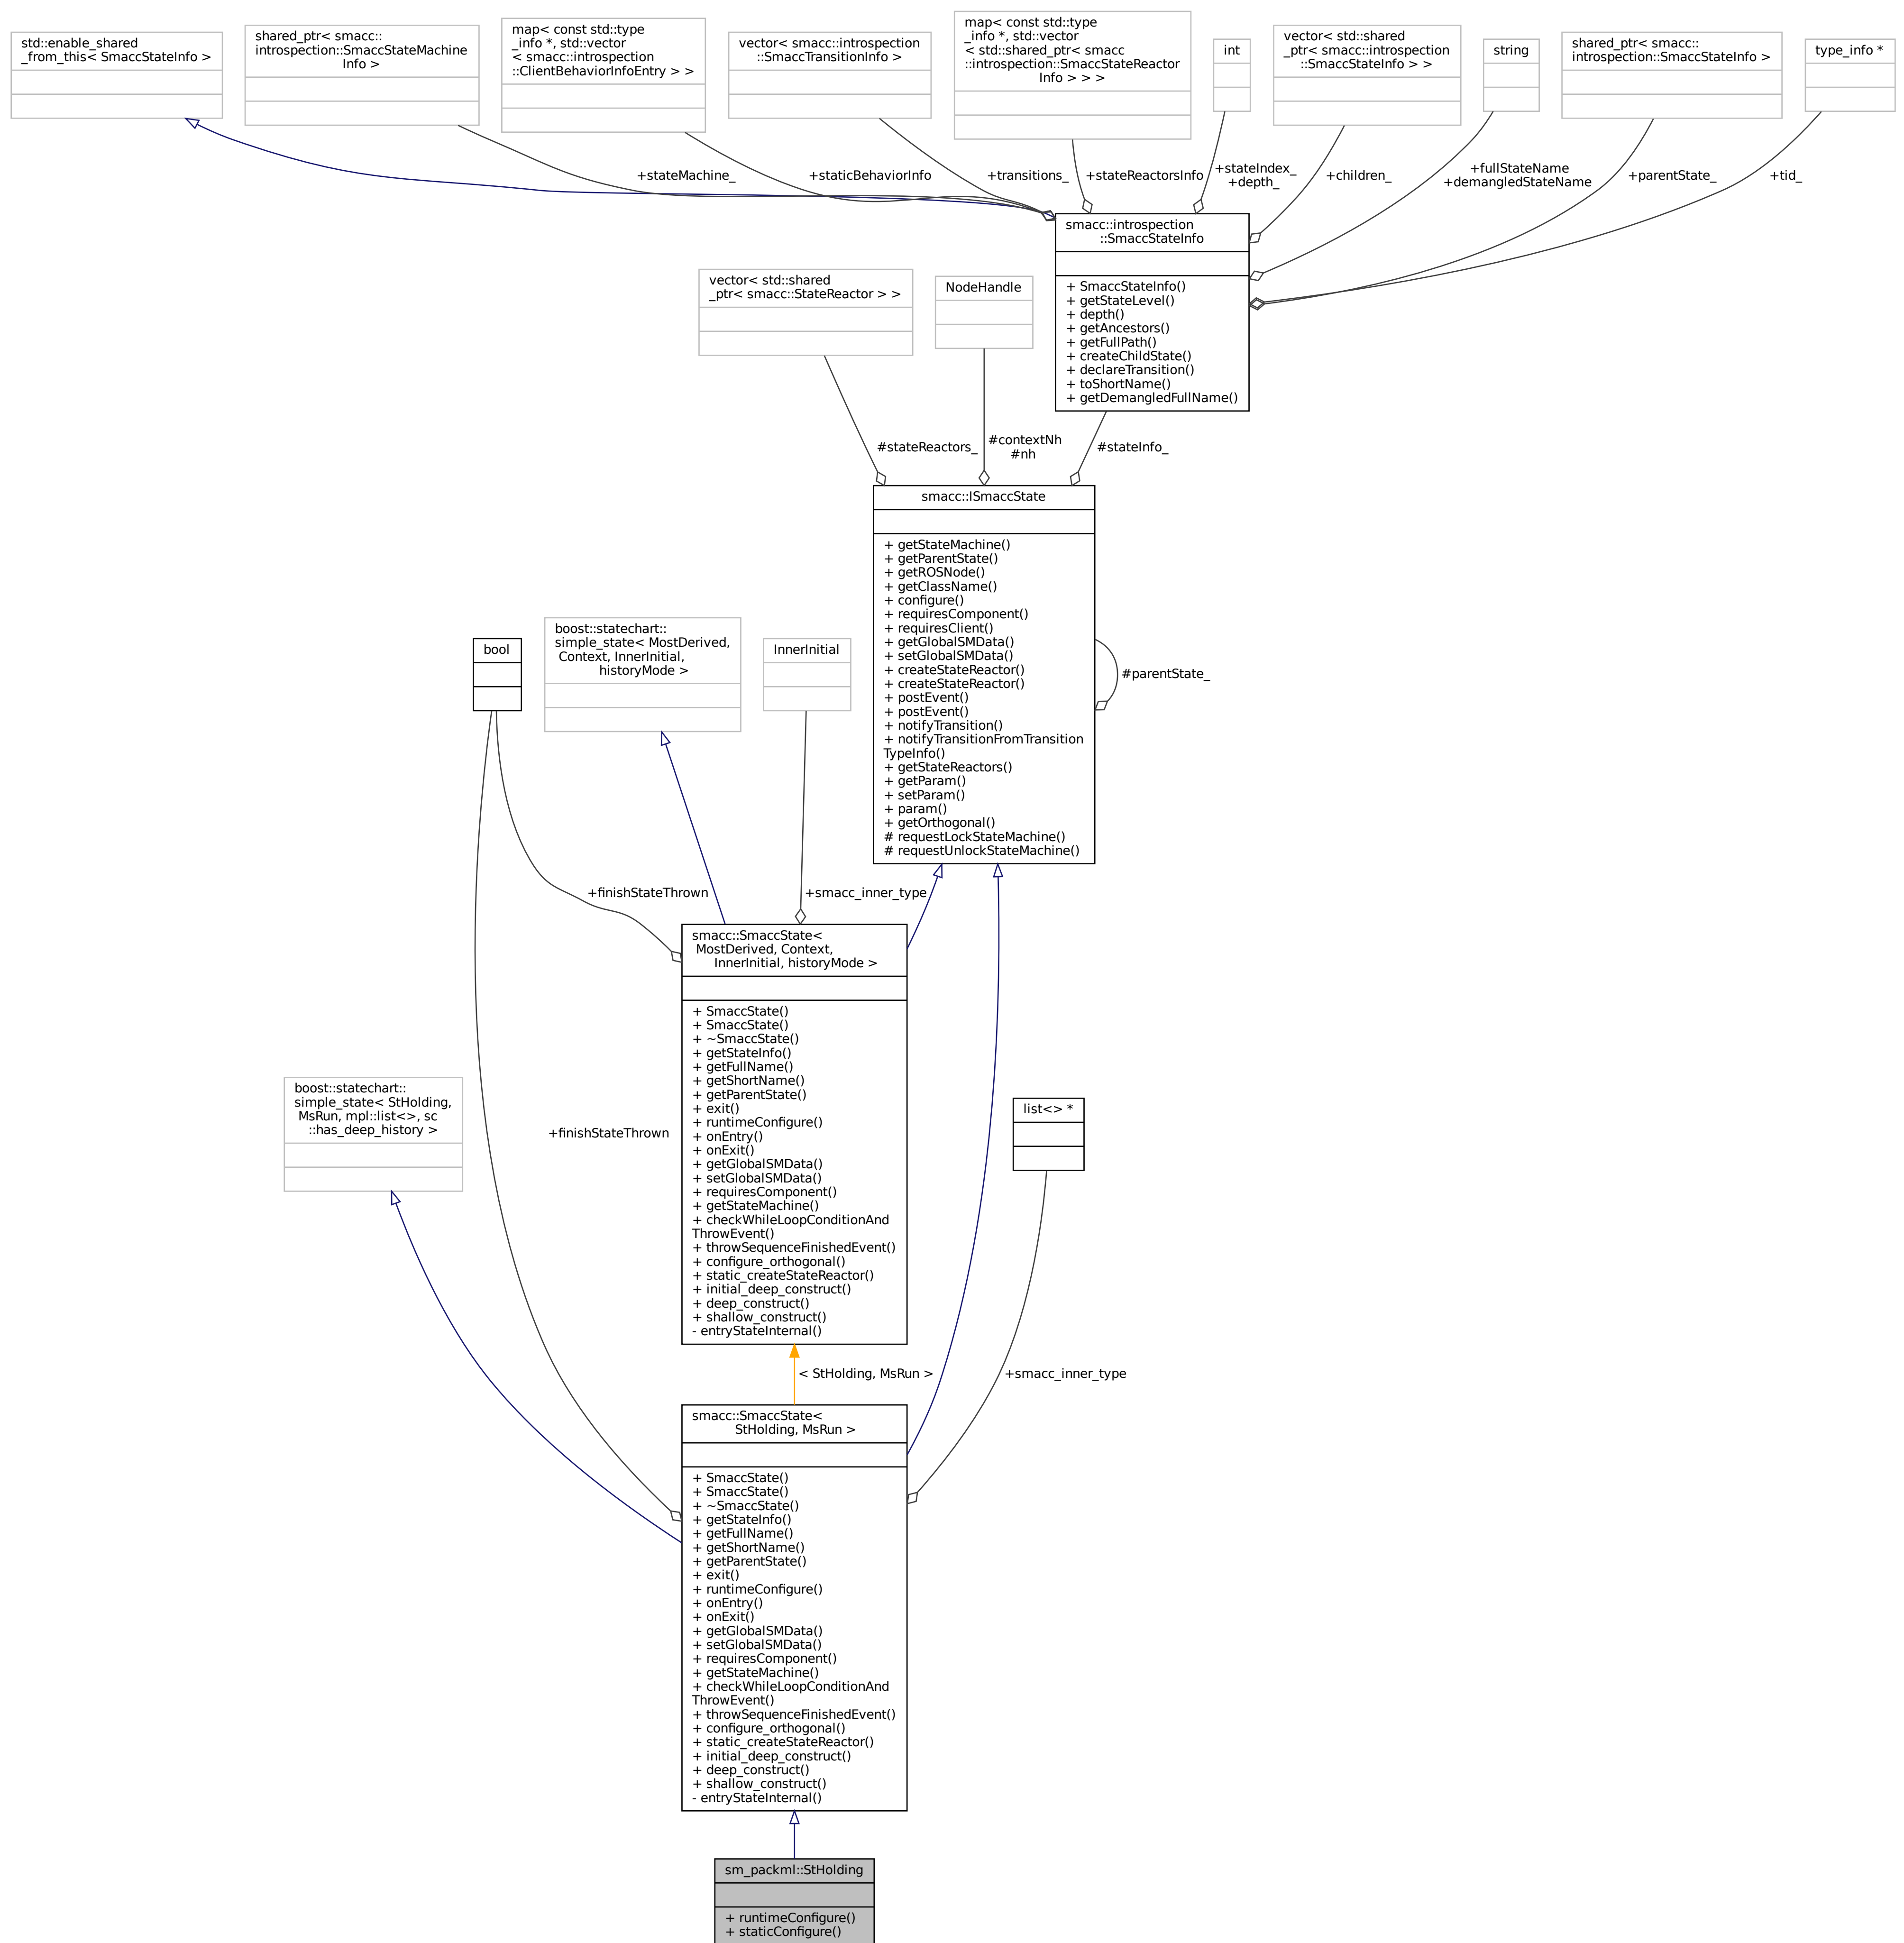 std::enable_shared
_from_this< SmaccStateInfo >
shared_ptr< smacc::
introspection::SmaccStateMachine
Info >
map< const std::type
_info *, std::vector
< smacc::introspection
::ClientBehaviorInfoEntry > >
vector< smacc::introspection
::SmaccTransitionInfo >
map< const std::type
_info *, std::vector
< std::shared_ptr< smacc
::introspection::SmaccStateReactor
Info > > >
int
vector< std::shared
_ptr< smacc::introspection
::SmaccStateInfo > >
string
shared_ptr< smacc::
introspection::SmaccStateInfo >
type_info *
+stateMachine_
+staticBehaviorInfo
+transitions_
+stateReactorsInfo
+stateIndex_
+depth_
+children_
+fullStateName
+demangledStateName
+parentState_
+tid_
smacc::introspection
::SmaccStateInfo
+ SmaccStateInfo()
+ getStateLevel()
+ depth()
+ getAncestors()
+ getFullPath()
+ createChildState()
+ declareTransition()
+ toShortName()
+ getDemangledFullName()
vector< std::shared
_ptr< smacc::StateReactor > >
NodeHandle
#stateReactors_
#contextNh
#nh
#stateInfo_
smacc::ISmaccState
+ getStateMachine()
+ getParentState()
+ getROSNode()
+ getClassName()
+ configure()
+ requiresComponent()
+ requiresClient()
+ getGlobalSMData()
+ setGlobalSMData()
+ createStateReactor()
+ createStateReactor()
+ postEvent()
+ postEvent()
+ notifyTransition()
+ notifyTransitionFromTransition
TypeInfo()
+ getStateReactors()
+ getParam()
+ setParam()
+ param()
+ getOrthogonal()
# requestLockStateMachine()
# requestUnlockStateMachine()
#parentState_
bool
boost::statechart::
simple_state< MostDerived,
Context, InnerInitial,
historyMode >
InnerInitial
+finishStateThrown
+smacc_inner_type
smacc::SmaccState<
MostDerived, Context,
InnerInitial, historyMode >
+ SmaccState()
+ SmaccState()
+ ~SmaccState()
+ getStateInfo()
+ getFullName()
+ getShortName()
+ getParentState()
+ exit()
+ runtimeConfigure()
+ onEntry()
+ onExit()
+ getGlobalSMData()
+ setGlobalSMData()
+ requiresComponent()
+ getStateMachine()
+ checkWhileLoopConditionAnd
ThrowEvent()
+ throwSequenceFinishedEvent()
+ configure_orthogonal()
+ static_createStateReactor()
+ initial_deep_construct()
+ deep_construct()
+ shallow_construct()
- entryStateInternal()
boost::statechart::
simple_state< StHolding,
MsRun, mpl::list<>, sc
::has_deep_history >
+finishStateThrown
list<> *
< StHolding, MsRun >
+smacc_inner_type
smacc::SmaccState<
StHolding, MsRun >
+ SmaccState()
+ SmaccState()
+ ~SmaccState()
+ getStateInfo()
+ getFullName()
+ getShortName()
+ getParentState()
+ exit()
+ runtimeConfigure()
+ onEntry()
+ onExit()
+ getGlobalSMData()
+ setGlobalSMData()
+ requiresComponent()
+ getStateMachine()
+ checkWhileLoopConditionAnd
ThrowEvent()
+ throwSequenceFinishedEvent()
+ configure_orthogonal()
+ static_createStateReactor()
+ initial_deep_construct()
+ deep_construct()
+ shallow_construct()
- entryStateInternal()
sm_packml::StHolding
+ runtimeConfigure()
+ staticConfigure()